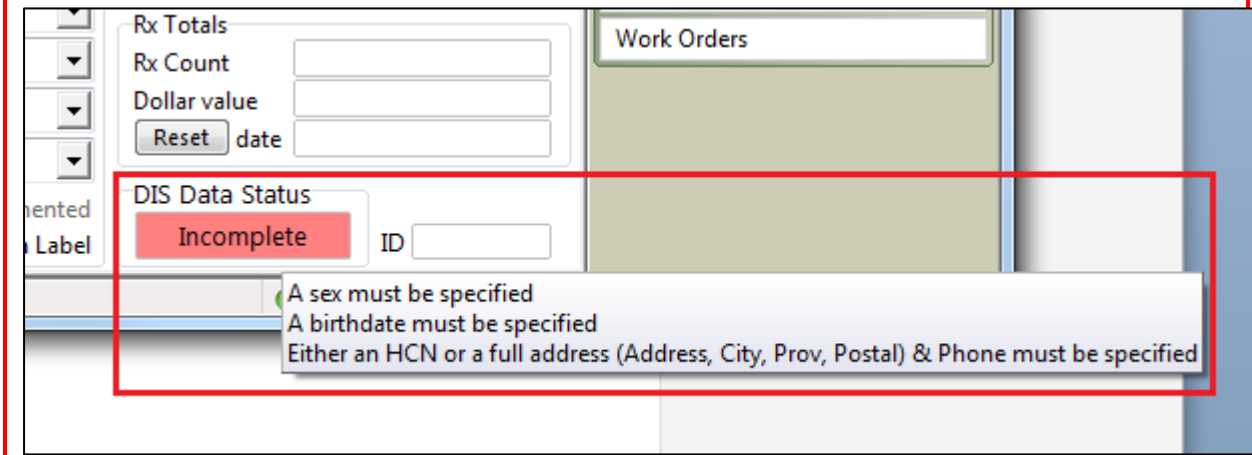 Rx Totals
Work Orders
Rx Count
Dollar value
Reset date
DIS Data Status
Incomplete ID
Label
A sex must be specified
A birthdate must be specified
Either an HCN or a full address (Address, City, Prov, Postal) & Phone must be specified